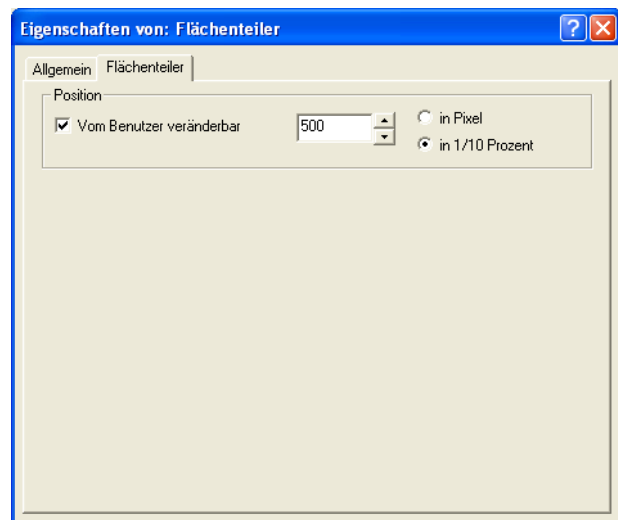 Eigenschaften von: Flächenteiler
Allgemein Flächenteiler
Position
Vom Benutzer veränderbar 500 in Pixel
in 1/10 Prozent